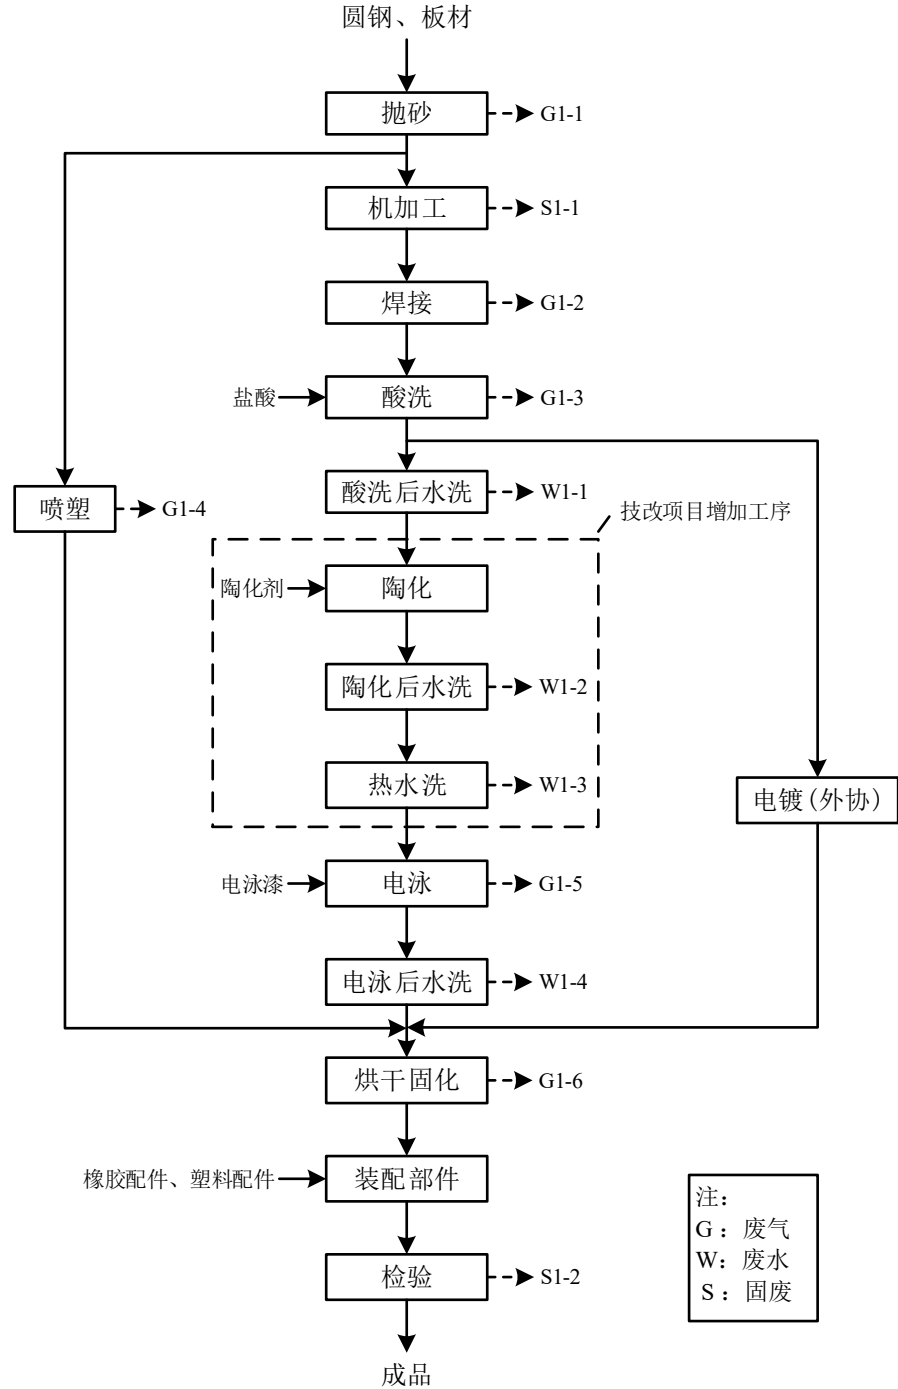 圆钢、板材
抛砂
G1-1
机加工
S1-1
焊接
G1-2
盐酸
酸洗
G1-3
酸洗后水洗
W1-1
喷塑
G1-4
技改项目增加工序
陶化剂
陶化
陶化后水洗
W1-2
热水洗
W1-3
电镀(外协)
电泳漆
电泳
G1-5
电泳后水洗
W1-4
烘干固化
G1-6
橡胶配件、塑料配件
装配部件
检验
S1-2
成品
注：
G：废气
W：废水
S：固废